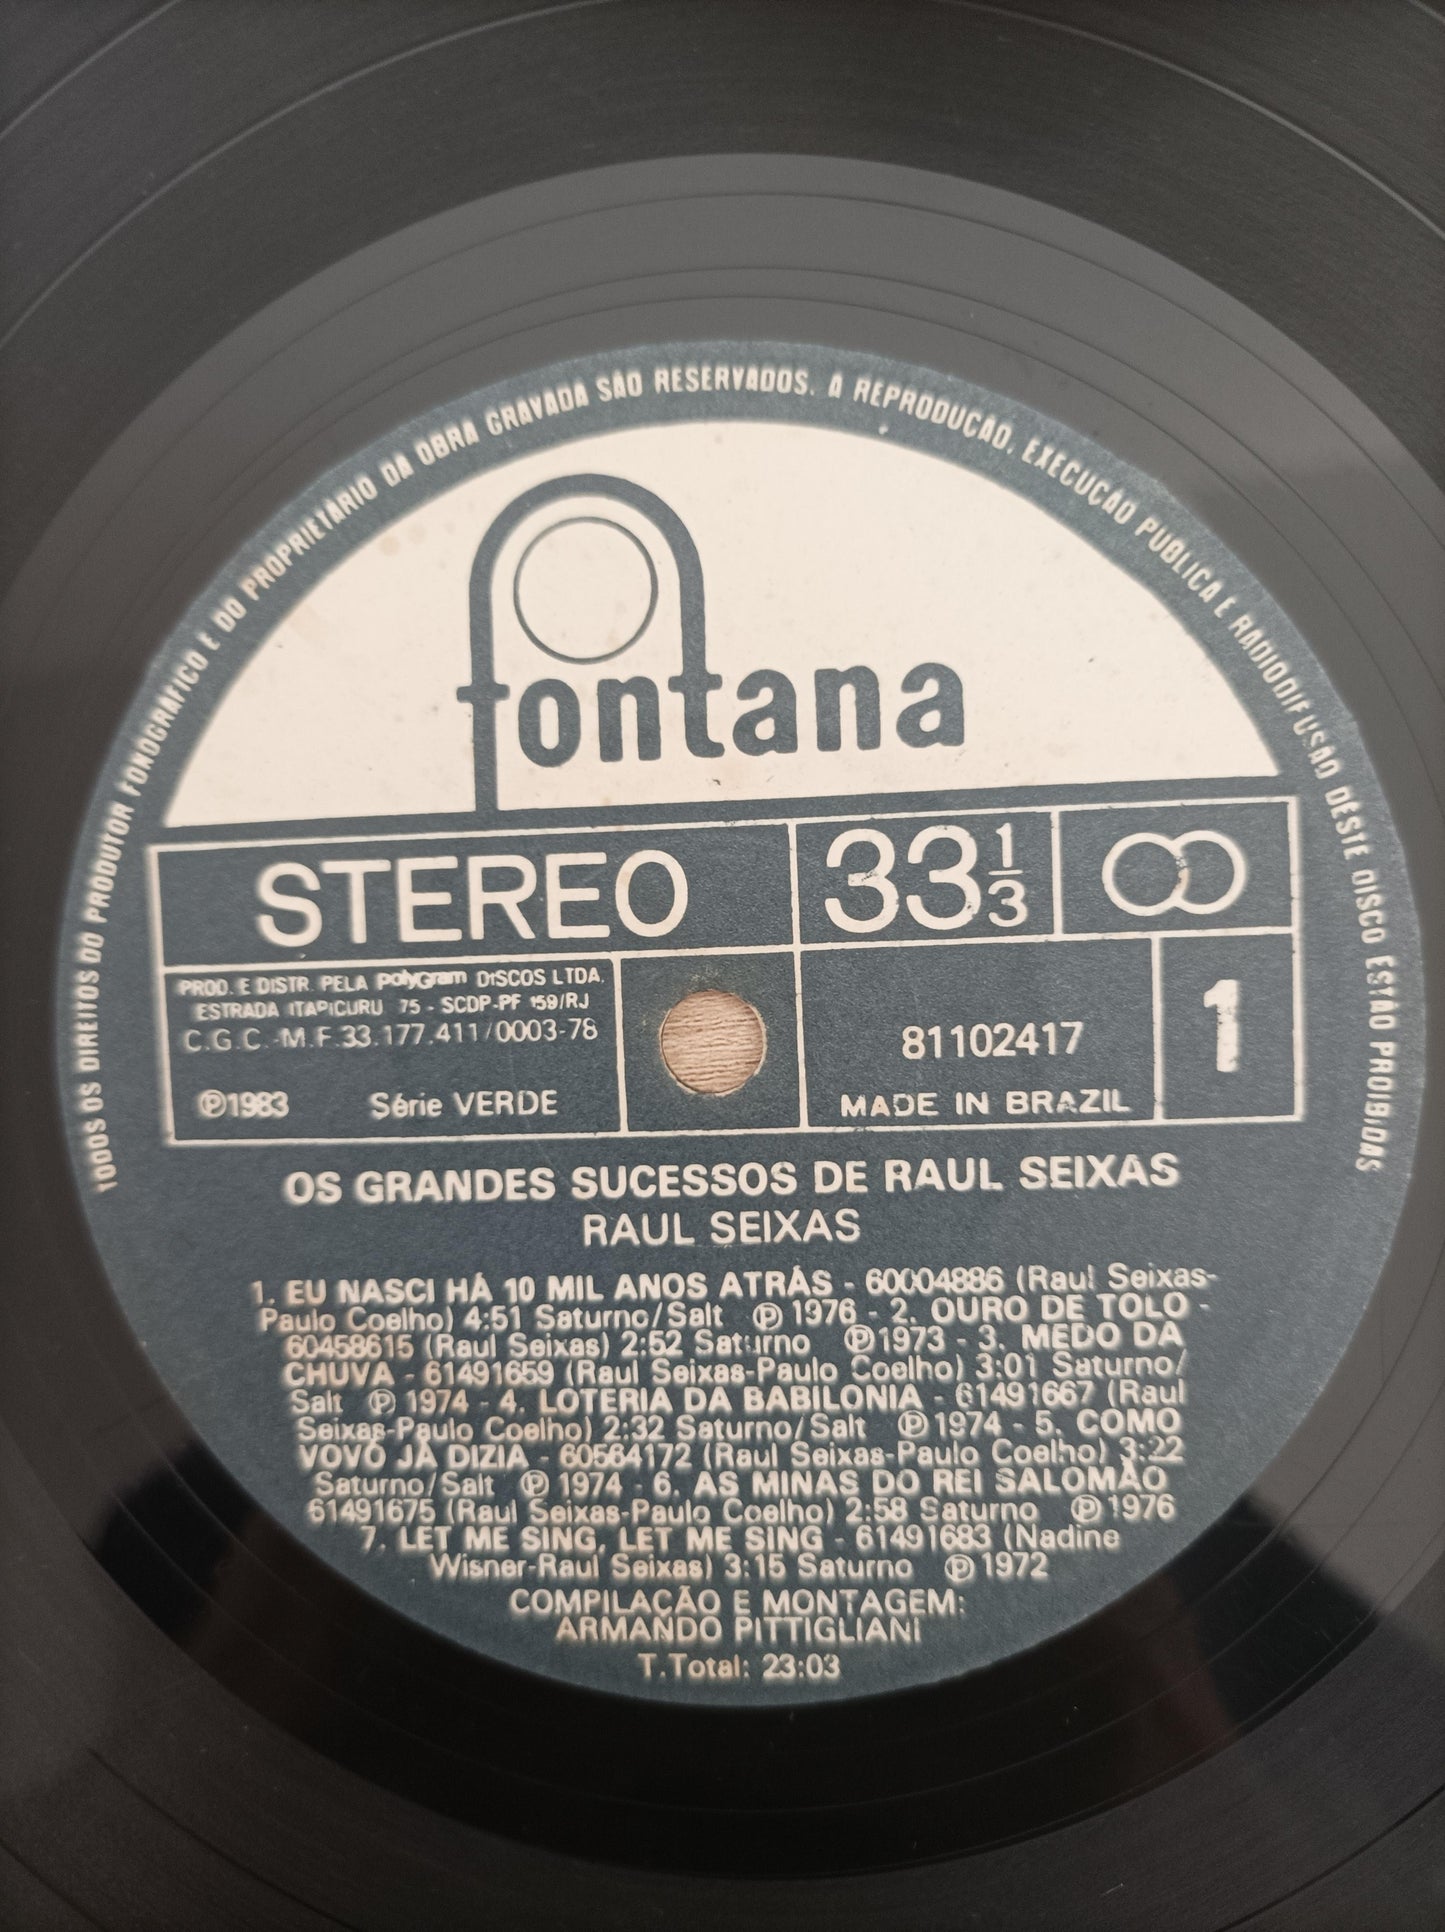 TODOS OS DIREITOS DO PRODUTOR FONOGRÁFICO E DO PROPRIETÁRIO DA OBRA GRAVADA SÃO RESERVADOS. A REPRODUÇÃO, EXECUÇÃO PÚBLICA E RADIODIFUSÃO DESTE DISCO ESTÃO PROIBIDAS
fontana
STEREO
33 1/3
PROD. E DISTR. PELA PolyGram DISCOS LTDA.
ESTRADA ITAPICURU 75 - SCDP-PF 159/RJ
C.G.C.-M.F.33.177.411/0003-78
℗1983 Série VERDE
81102417
MADE IN BRAZIL
1
OS GRANDES SUCESSOS DE RAUL SEIXAS
RAUL SEIXAS
1. EU NASCI HÁ 10 MIL ANOS ATRÁS - 60004886 (Raul Seixas-
Paulo Coelho) 4:51 Saturno/Salt ℗ 1976 - 2. OURO DE TOLO -
60458615 (Raul Seixas) 2:52 Saturno ℗1973 - 3. MEDO DA
CHUVA - 61491659 (Raul Seixas-Paulo Coelho) 3:01 Saturno/
Salt ℗ 1974 - 4. LOTERIA DA BABILONIA - 61491667 (Raul
Seixas-Paulo Coelho) 2:32 Saturno/Salt ℗1974 - 5. COMO
VOVÓ JÁ DIZIA - 60564172 (Raul Seixas-Paulo Coelho) 3:22
Saturno/Salt ℗ 1974 - 6. AS MINAS DO REI SALOMÃO
61491675 (Raul Seixas-Paulo Coelho) 2:58 Saturno ℗1976
7. LET ME SING, LET ME SING - 61491683 (Nadine
Wisner-Raul Seixas) 3:15 Saturno ℗1972
COMPILAÇÃO E MONTAGEM:
ARMANDO PITTIGLIANI
T.Total: 23:03